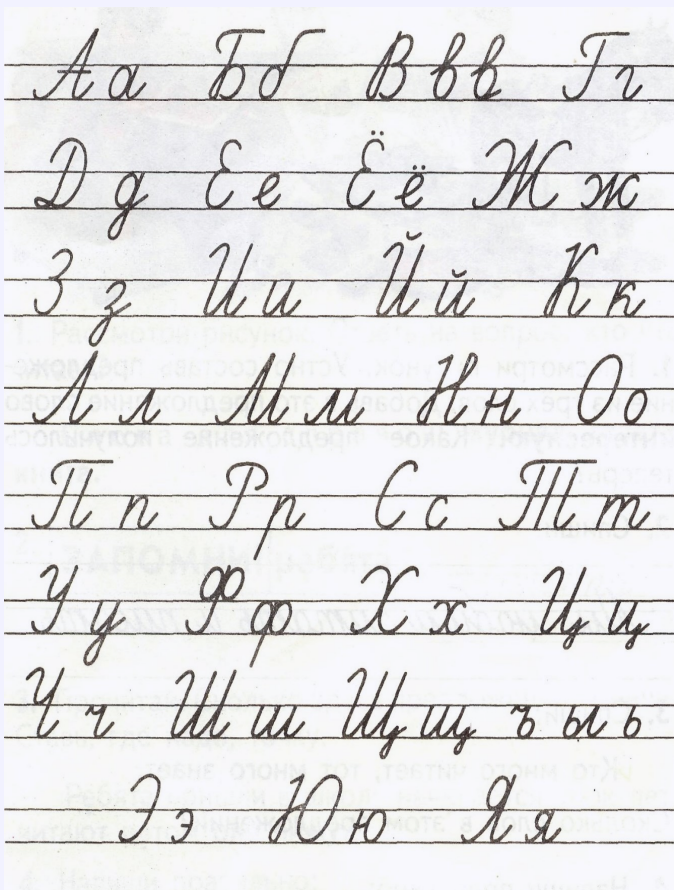 Аа Бб Ввв Гг
Дд Ее Ёё Жж
Зз Ии Йй Кк
Лл Мм Нн Оо
Пп Рр Сс Тт
Уу Фф Хх Цц
Чч Шш Щщ ъ ы ь
Ээ Юю Яя